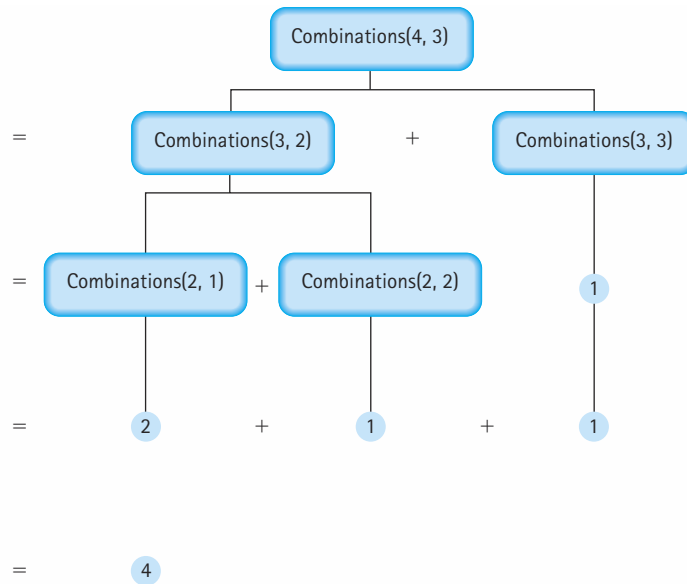 Combinations(4, 3)
= Combinations(3, 2) + Combinations(3, 3)
= Combinations(2, 1) + Combinations(2, 2) 1
= 2 + 1 + 1
= 4